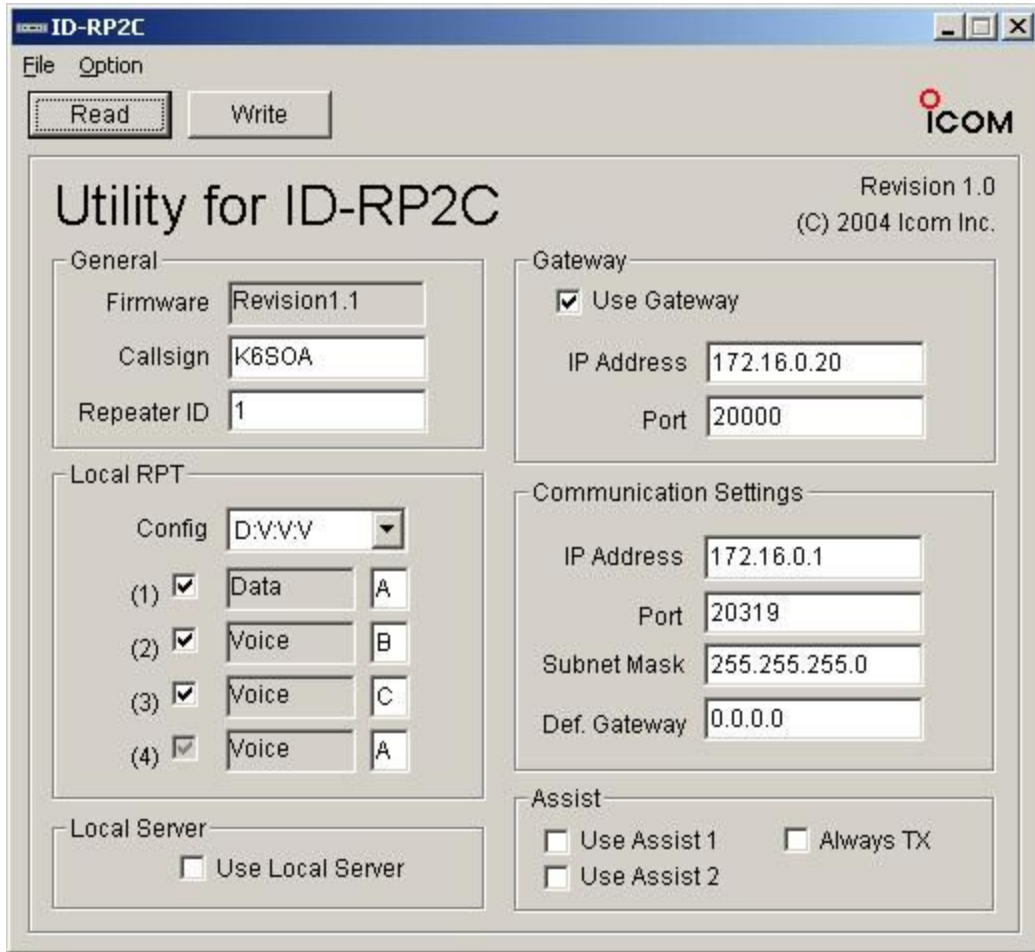 ID-RP2C
File Option
Read Write
ICOM
Utility for ID-RP2C
Revision 1.0
(C) 2004 Icom Inc.
General
Firmware Revision1.1
Callsign K6SOA
Repeater ID 1
Local RPT
Config D:V:V:V
(1) Data A
(2) Voice B
(3) Voice C
(4) Voice A
Local Server
Use Local Server
Gateway
Use Gateway
IP Address 172.16.0.20
Port 20000
Communication Settings
IP Address 172.16.0.1
Port 20319
Subnet Mask 255.255.255.0
Def. Gateway 0.0.0.0
Assist
Use Assist 1 Always TX
Use Assist 2